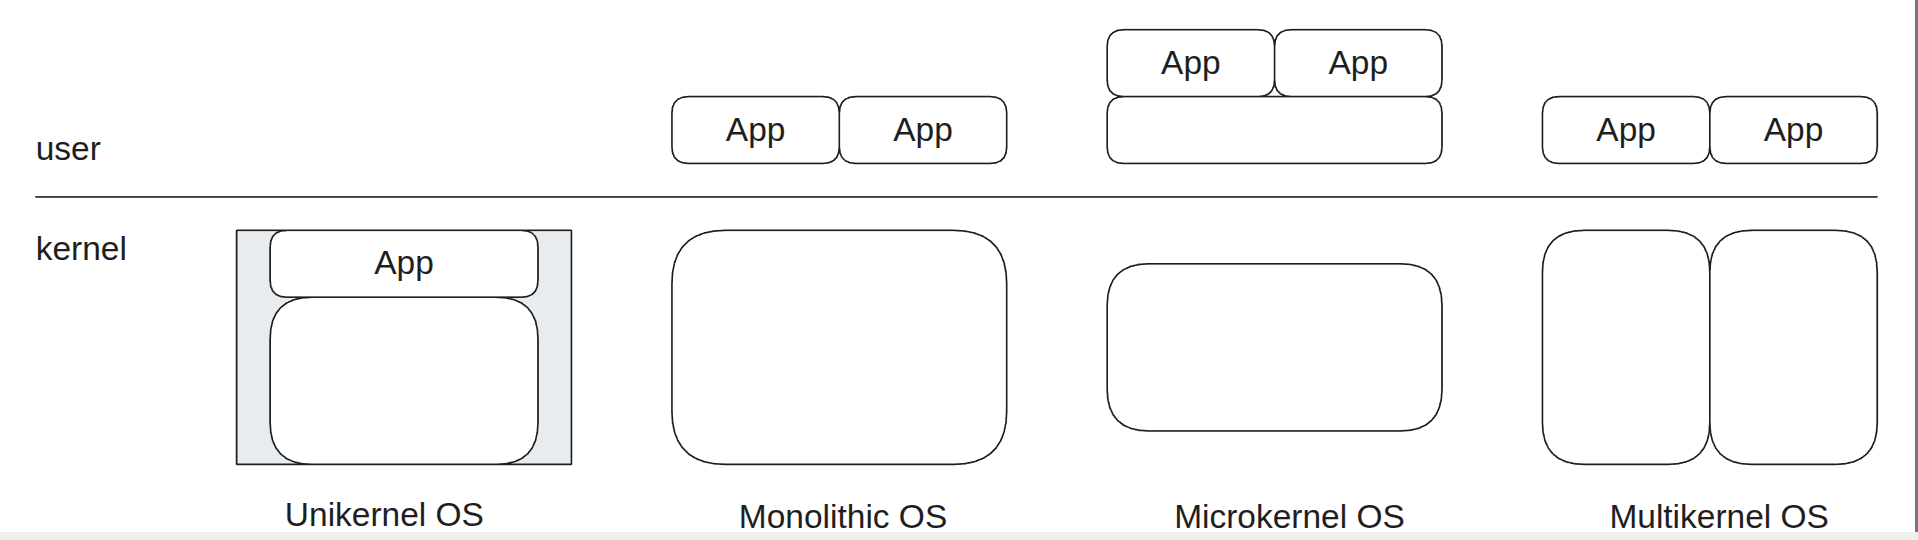 App App
App App
App App
user
kernel
App
Unikernel OS
Monolithic OS
Microkernel OS
Multikernel OS